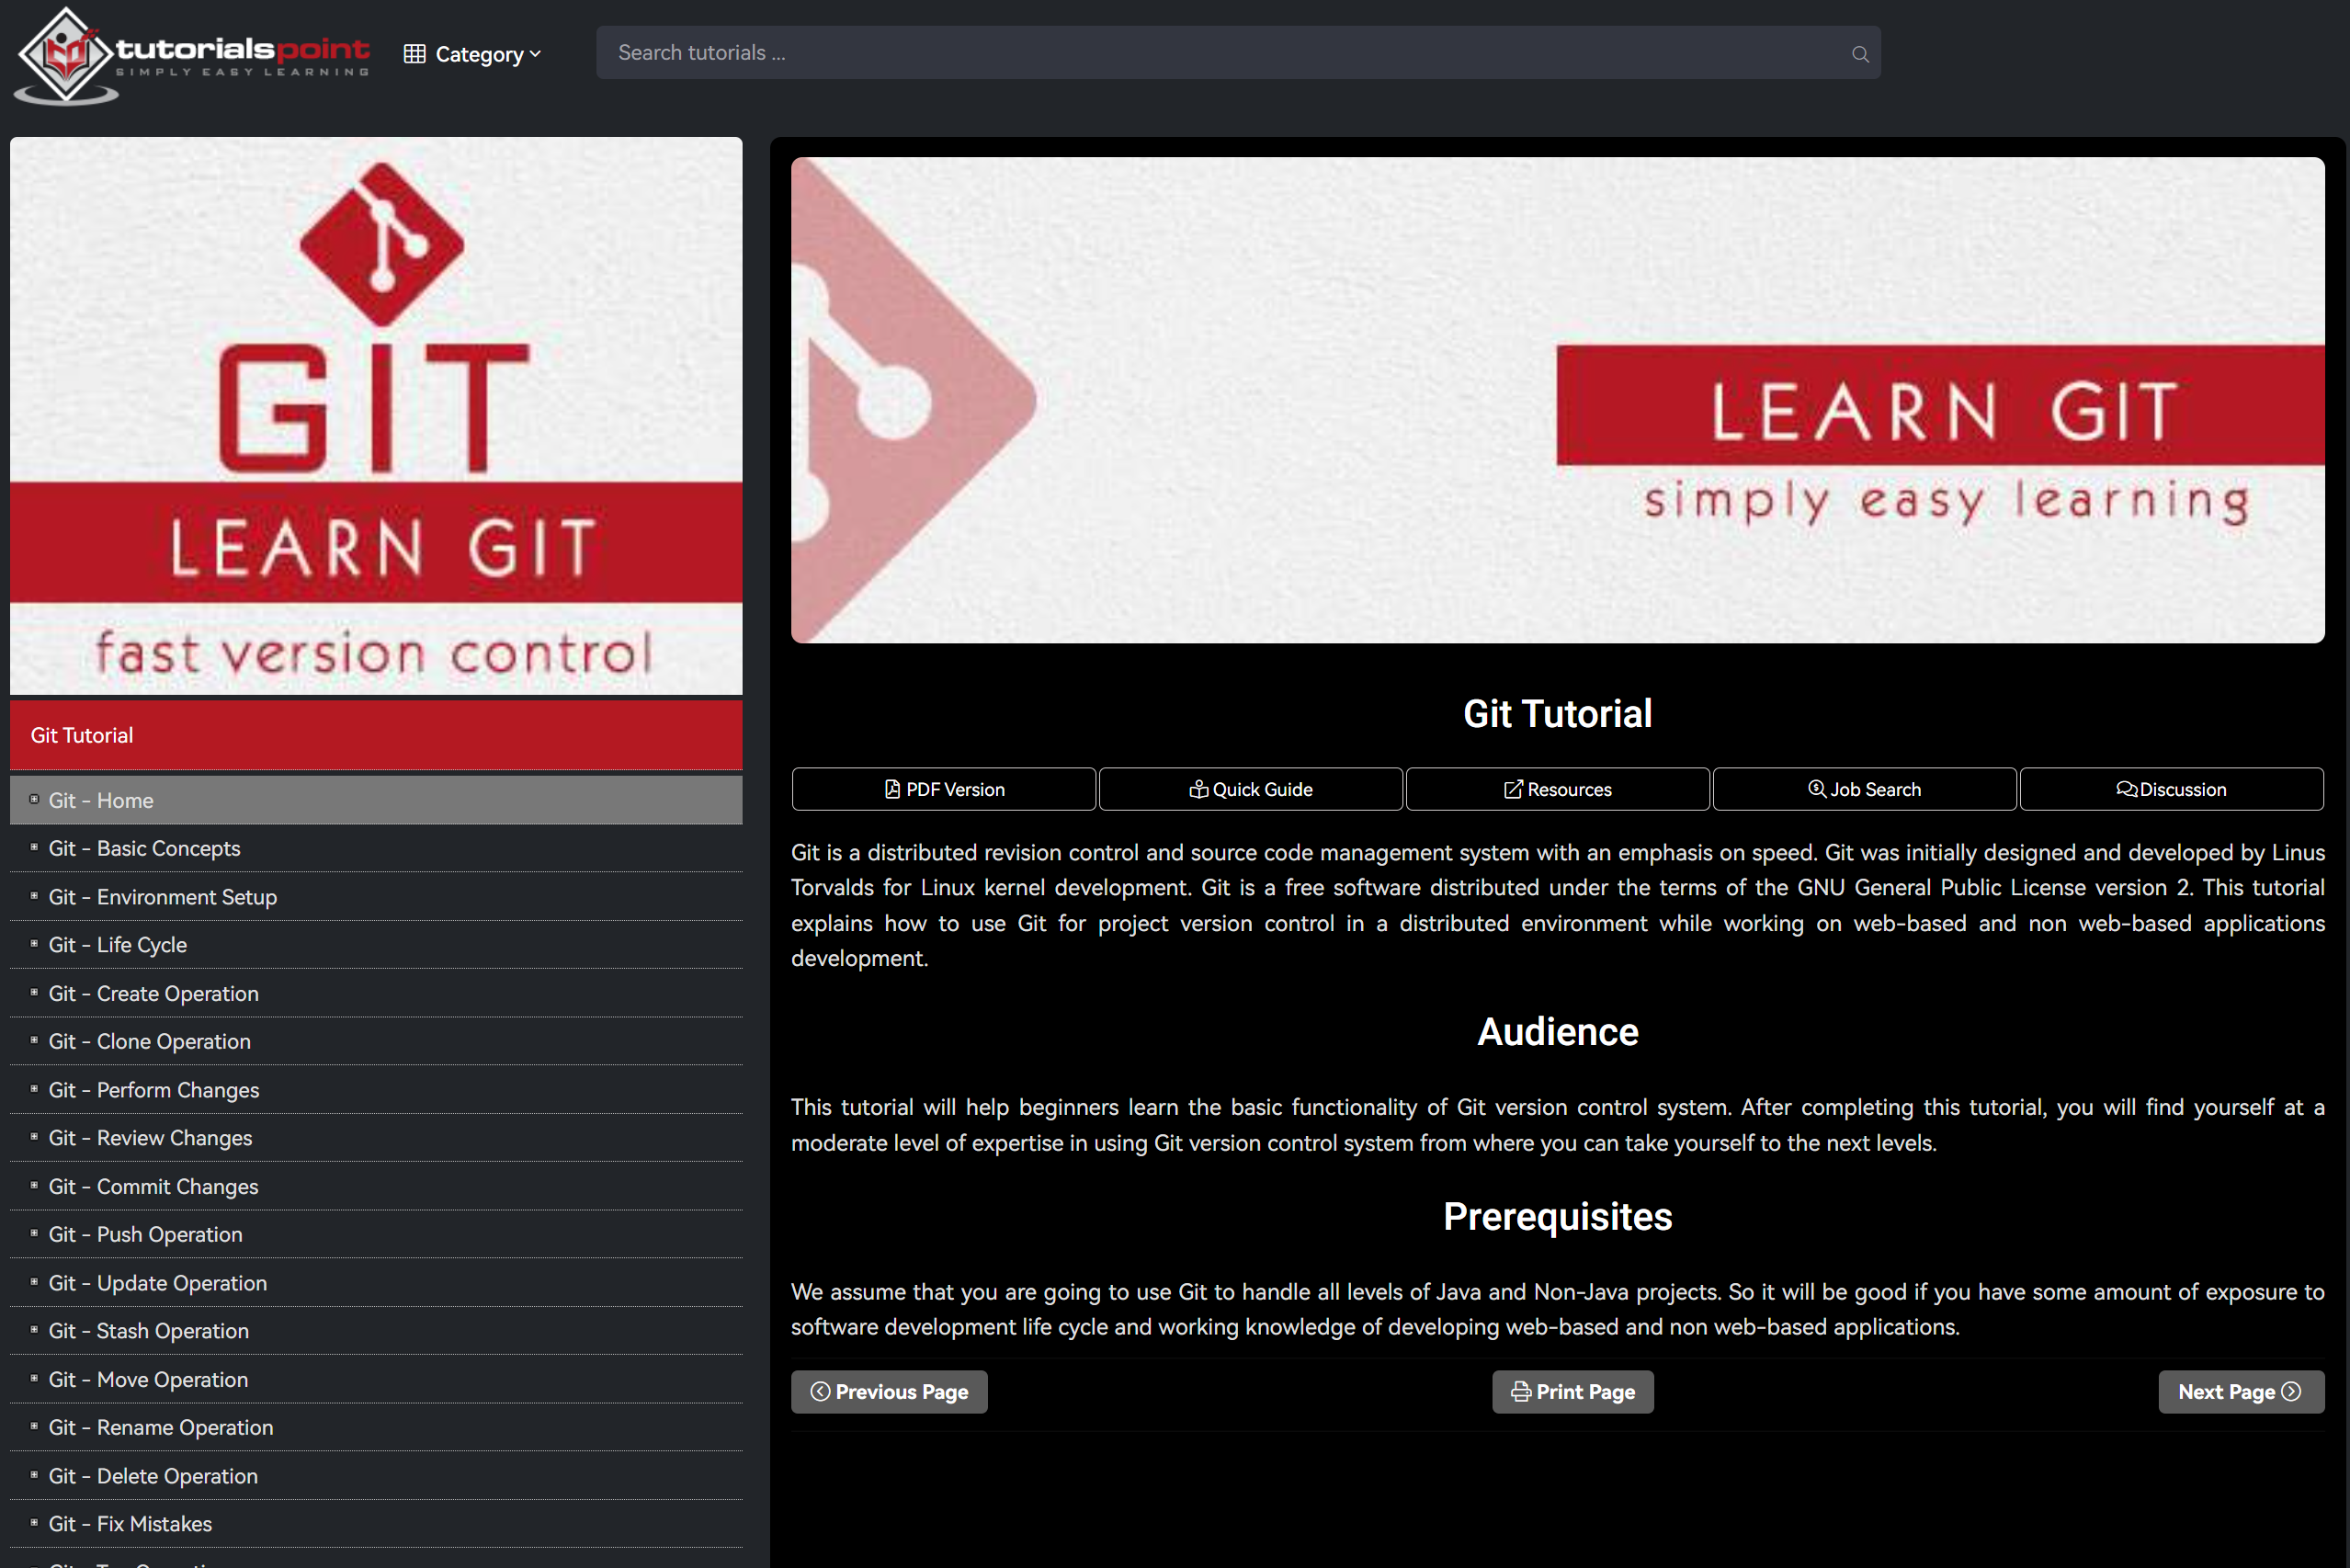 tutorialspoint
SIMPLY EASY LEARNING
Category
Search tutorials ...
GIT
LEARN GIT
fast version control
Git Tutorial
Git - Home
Git - Basic Concepts
Git - Environment Setup
Git - Life Cycle
Git - Create Operation
Git - Clone Operation
Git - Perform Changes
Git - Review Changes
Git - Commit Changes
Git - Push Operation
Git - Update Operation
Git - Stash Operation
Git - Move Operation
Git - Rename Operation
Git - Delete Operation
Git - Fix Mistakes
LEARN GIT
simply easy learning
Git Tutorial
PDF Version
Quick Guide
Resources
Job Search
Discussion
Git is a distributed revision control and source code management system with an emphasis on speed. Git was initially designed and developed by Linus
Torvalds for Linux kernel development. Git is a free software distributed under the terms of the GNU General Public License version 2. This tutorial
explains how to use Git for project version control in a distributed environment while working on web-based and non web-based applications
development.
Audience
This tutorial will help beginners learn the basic functionality of Git version control system. After completing this tutorial, you will find yourself at a
moderate level of expertise in using Git version control system from where you can take yourself to the next levels.
Prerequisites
We assume that you are going to use Git to handle all levels of Java and Non-Java projects. So it will be good if you have some amount of exposure to
software development life cycle and working knowledge of developing web-based and non web-based applications.
Previous Page
Print Page
Next Page